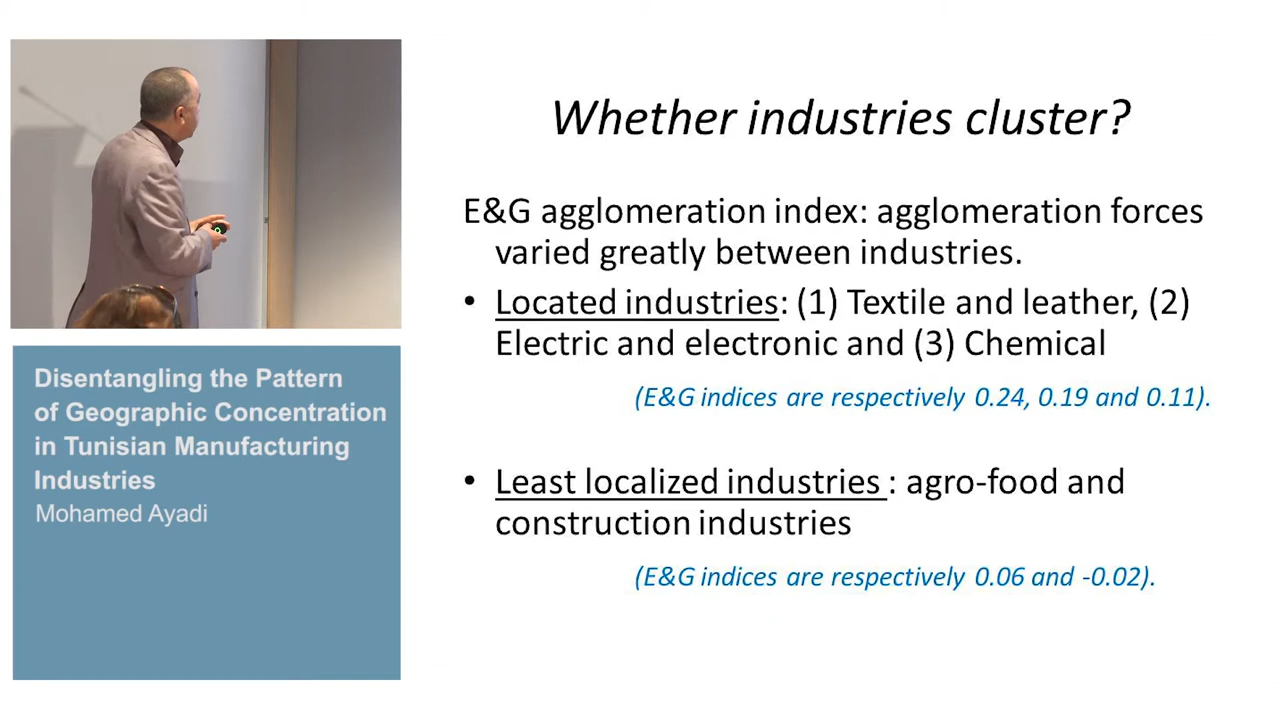 Whether industries cluster?
E&G agglomeration index: agglomeration forces
varied greatly between industries.
• Located industries: (1) Textile and leather, (2)
Electric and electronic and (3) Chemical
(E&G indices are respectively 0.24, 0.19 and 0.11).
• Least localized industries : agro-food and
construction industries
(E&G indices are respectively 0.06 and -0.02).
Disentangling the Pattern
of Geographic Concentration
in Tunisian Manufacturing
Industries
Mohamed Ayadi